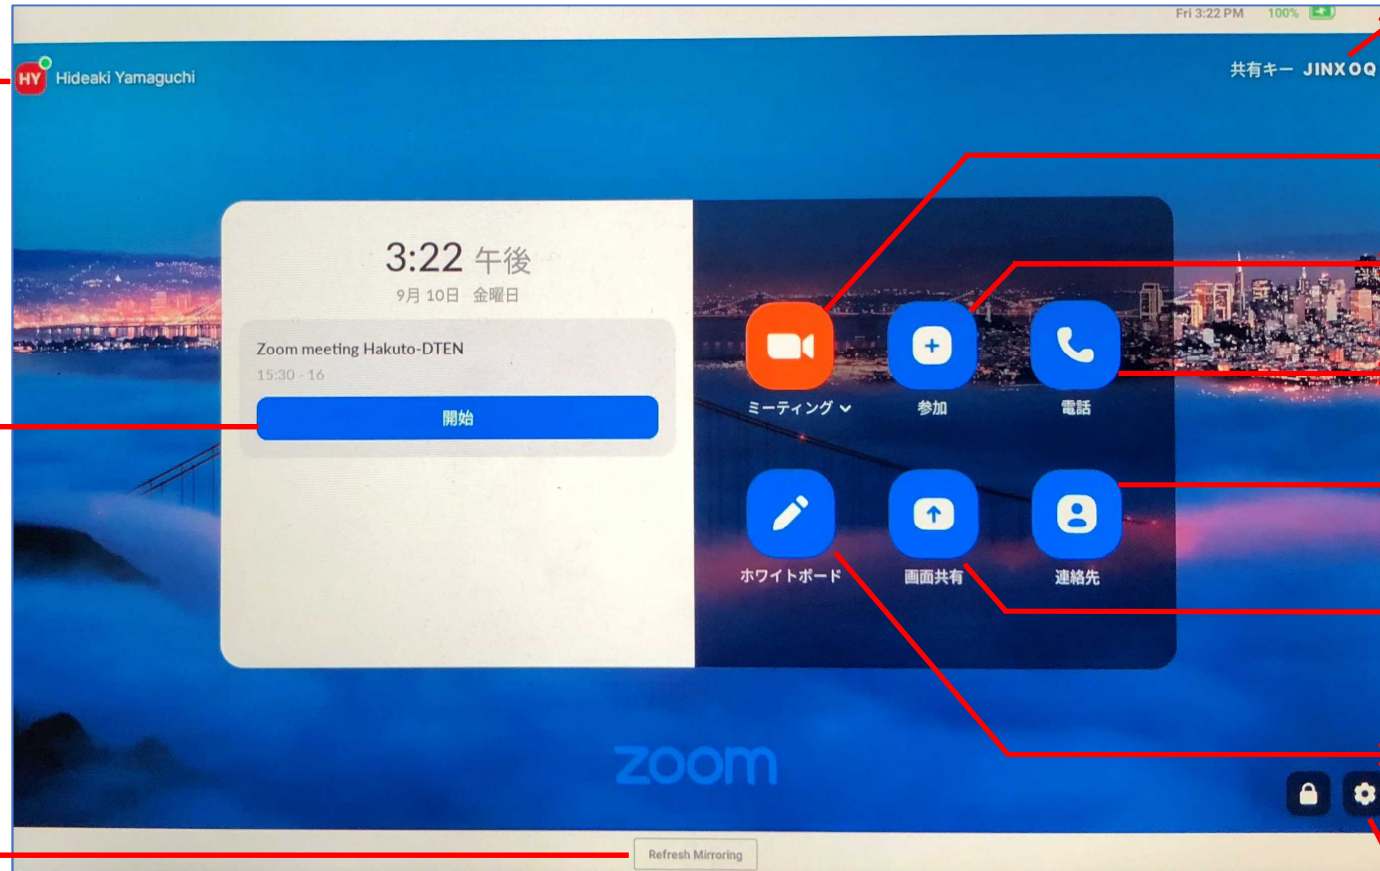 Fri 3:22 PM 100%
HY Hideaki Yamaguchi
共有キー JINXOQ
3:22 午後
9月 10日 金曜日
Zoom meeting Hakuto-DTEN
15:30 - 16
開始
ミーティング
参加
電話
ホワイトボード
画面共有
連絡先
zoom
Refresh Mirroring